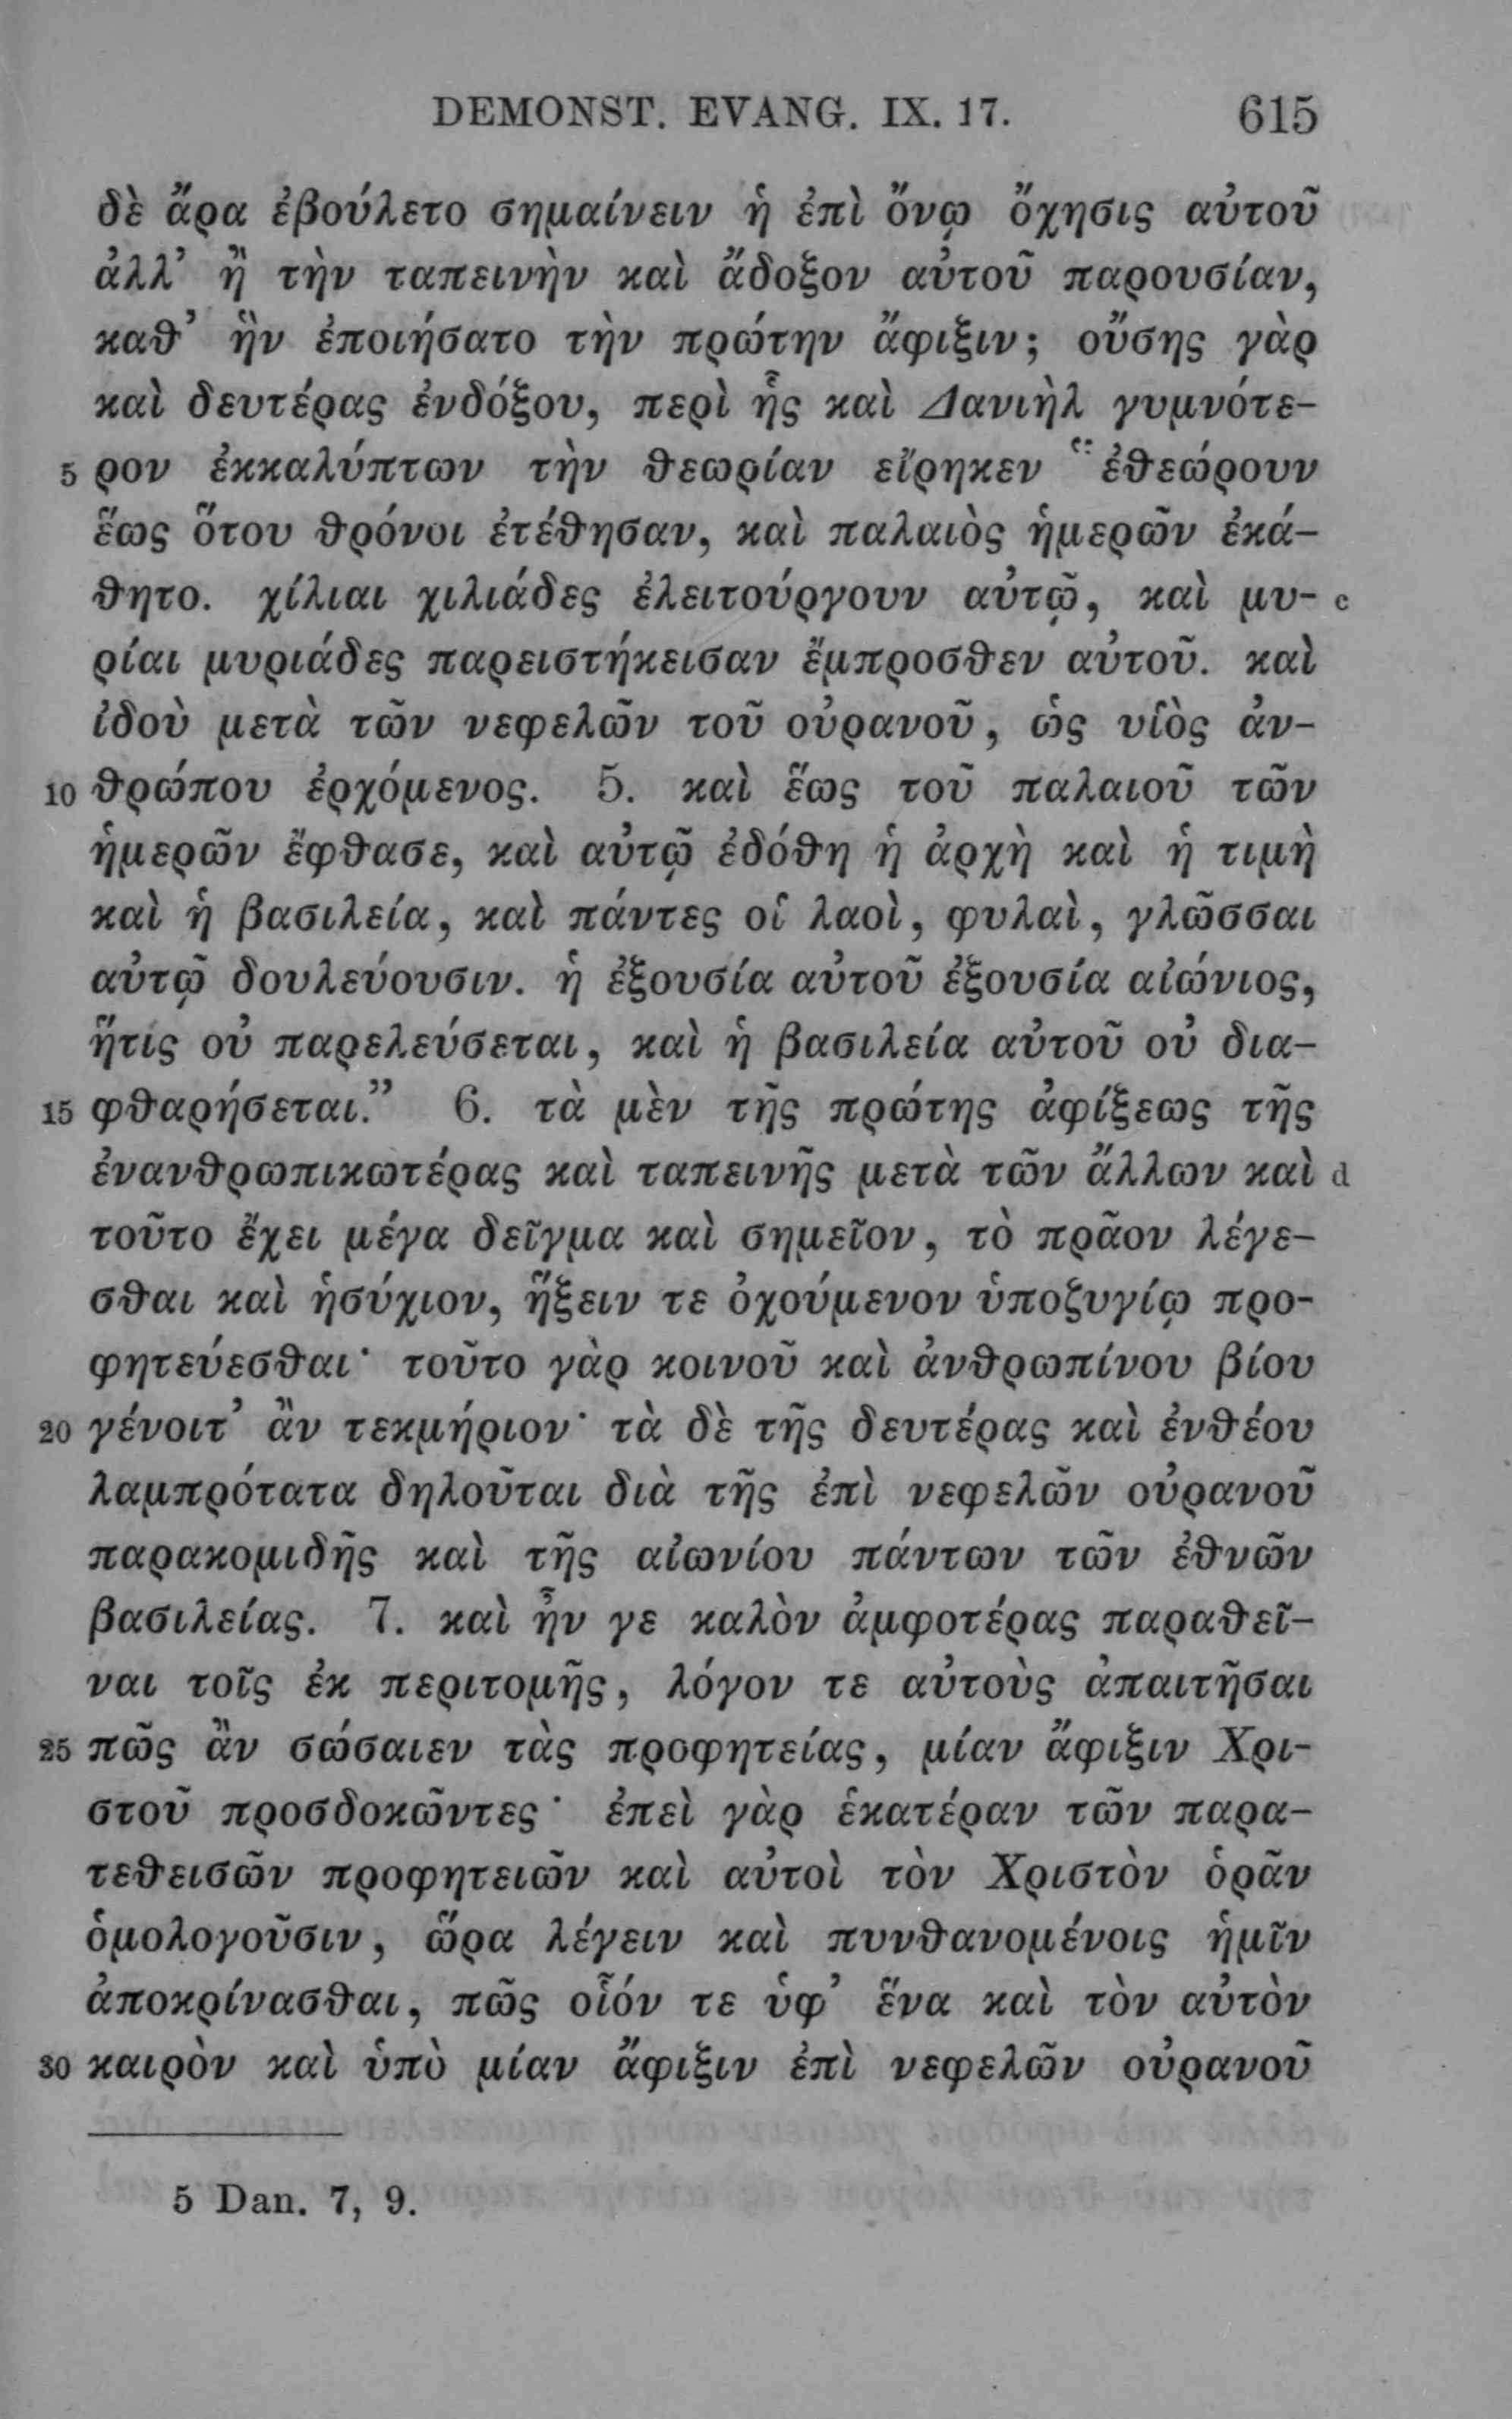 DEMONST. EVANG. IX. 17. 615
δὲ ἄρα ἐβούλετο σημαίνειν ἡ ἐπὶ ὄνῳ ὄχησις αὐτοῦ
ἀλλ’ ἢ τὴν ταπεινὴν καὶ ἄδοξον αὐτοῦ παρουσίαν,
καθ’ ἣν ἐποιήσατο τὴν πρώτην ἄφιξιν; οὔσης γὰρ
καὶ δευτέρας ἐνδόξου, περὶ ἧς καὶ Δανιὴλ γυμνότε-
5 ρον ἐκκαλύπτων τὴν θεωρίαν εἴρηκεν “ἐθεώρουν
ἕως ὅτου θρόνοι ἐτέθησαν, καὶ παλαιὸς ἡμερῶν ἐκά-
θητο. χίλιαι χιλιάδες ἐλειτούργουν αὐτῷ, καὶ μυ- c
ρίαι μυριάδες παρειστήκεισαν ἔμπροσθεν αὐτοῦ. καὶ
ἰδοὺ μετὰ τῶν νεφελῶν τοῦ οὐρανοῦ, ὡς υἱὸς ἀν-
10 θρώπου ἐρχόμενος. 5. καὶ ἕως τοῦ παλαιοῦ τῶν
ἡμερῶν ἔφθασε, καὶ αὐτῷ ἐδόθη ἡ ἀρχὴ καὶ ἡ τιμὴ
καὶ ἡ βασιλεία, καὶ πάντες οἱ λαοὶ, φυλαὶ, γλῶσσαι
αὐτῷ δουλεύουσιν. ἡ ἐξουσία αὐτοῦ ἐξουσία αἰώνιος,
ἥτις οὐ παρελεύσεται, καὶ ἡ βασιλεία αὐτοῦ οὐ δια-
15 φθαρήσεται.” 6. τὰ μὲν τῆς πρώτης ἀφίξεως τῆς
ἐνανθρωπικωτέρας καὶ ταπεινῆς μετὰ τῶν ἄλλων καὶ d
τοῦτο ἔχει μέγα δεῖγμα καὶ σημεῖον, τὸ πρᾶον λέγε-
σθαι καὶ ἡσύχιον, ἥξειν τε ὀχούμενον ὑποζυγίῳ προ-
φητεύεσθαι· τοῦτο γὰρ κοινοῦ καὶ ἀνθρωπίνου βίου
20 γένοιτ’ ἂν τεκμήριον· τὰ δὲ τῆς δευτέρας καὶ ἐνθέου
λαμπρότατα δηλοῦται διὰ τῆς ἐπὶ νεφελῶν οὐρανοῦ
παρακομιδῆς καὶ τῆς αἰωνίου πάντων τῶν ἐθνῶν
βασιλείας. 7. καὶ ἦν γε καλὸν ἀμφοτέρας παραθεῖ-
ναι τοῖς ἐκ περιτομῆς, λόγον τε αὐτοὺς ἀπαιτῆσαι
25 πῶς ἂν σώσαιεν τὰς προφητείας, μίαν ἄφιξιν Χρι-
στοῦ προσδοκῶντες· ἐπεὶ γὰρ ἑκατέραν τῶν παρα-
τεθεισῶν προφητειῶν καὶ αὐτοὶ τὸν Χριστὸν ὁρᾶν
ὁμολογοῦσιν, ὥρα λέγειν καὶ πυνθανομένοις ἡμῖν
ἀποκρίνασθαι, πῶς οἷόν τε ὑφ’ ἕνα καὶ τὸν αὐτὸν
30 καιρὸν καὶ ὑπὸ μίαν ἄφιξιν ἐπὶ νεφελῶν οὐρανοῦ
5 Dan. 7, 9.